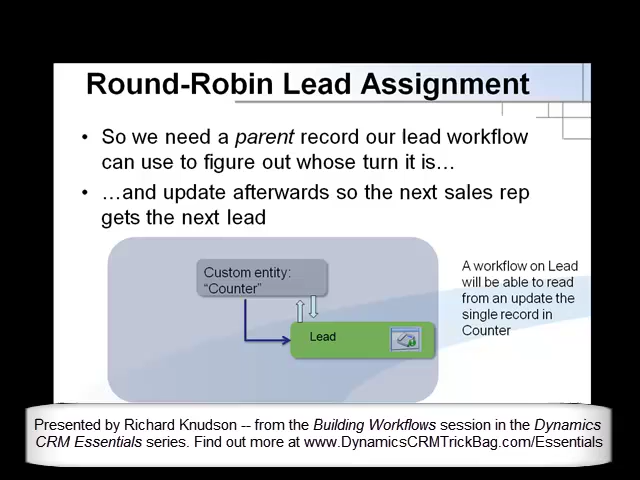 Round-Robin Lead Assignment
• So we need a parent record our lead workflow
can use to figure out whose turn it is…
• …and update afterwards so the next sales rep
gets the next lead
Custom entity:
“Counter”
Lead
A workflow on Lead
will be able to read
from an update the
single record in
Counter
Presented by Richard Knudson -- from the Building Workflows session in the Dynamics
CRM Essentials series. Find out more at www.DynamicsCRMTrickBag.com/Essentials